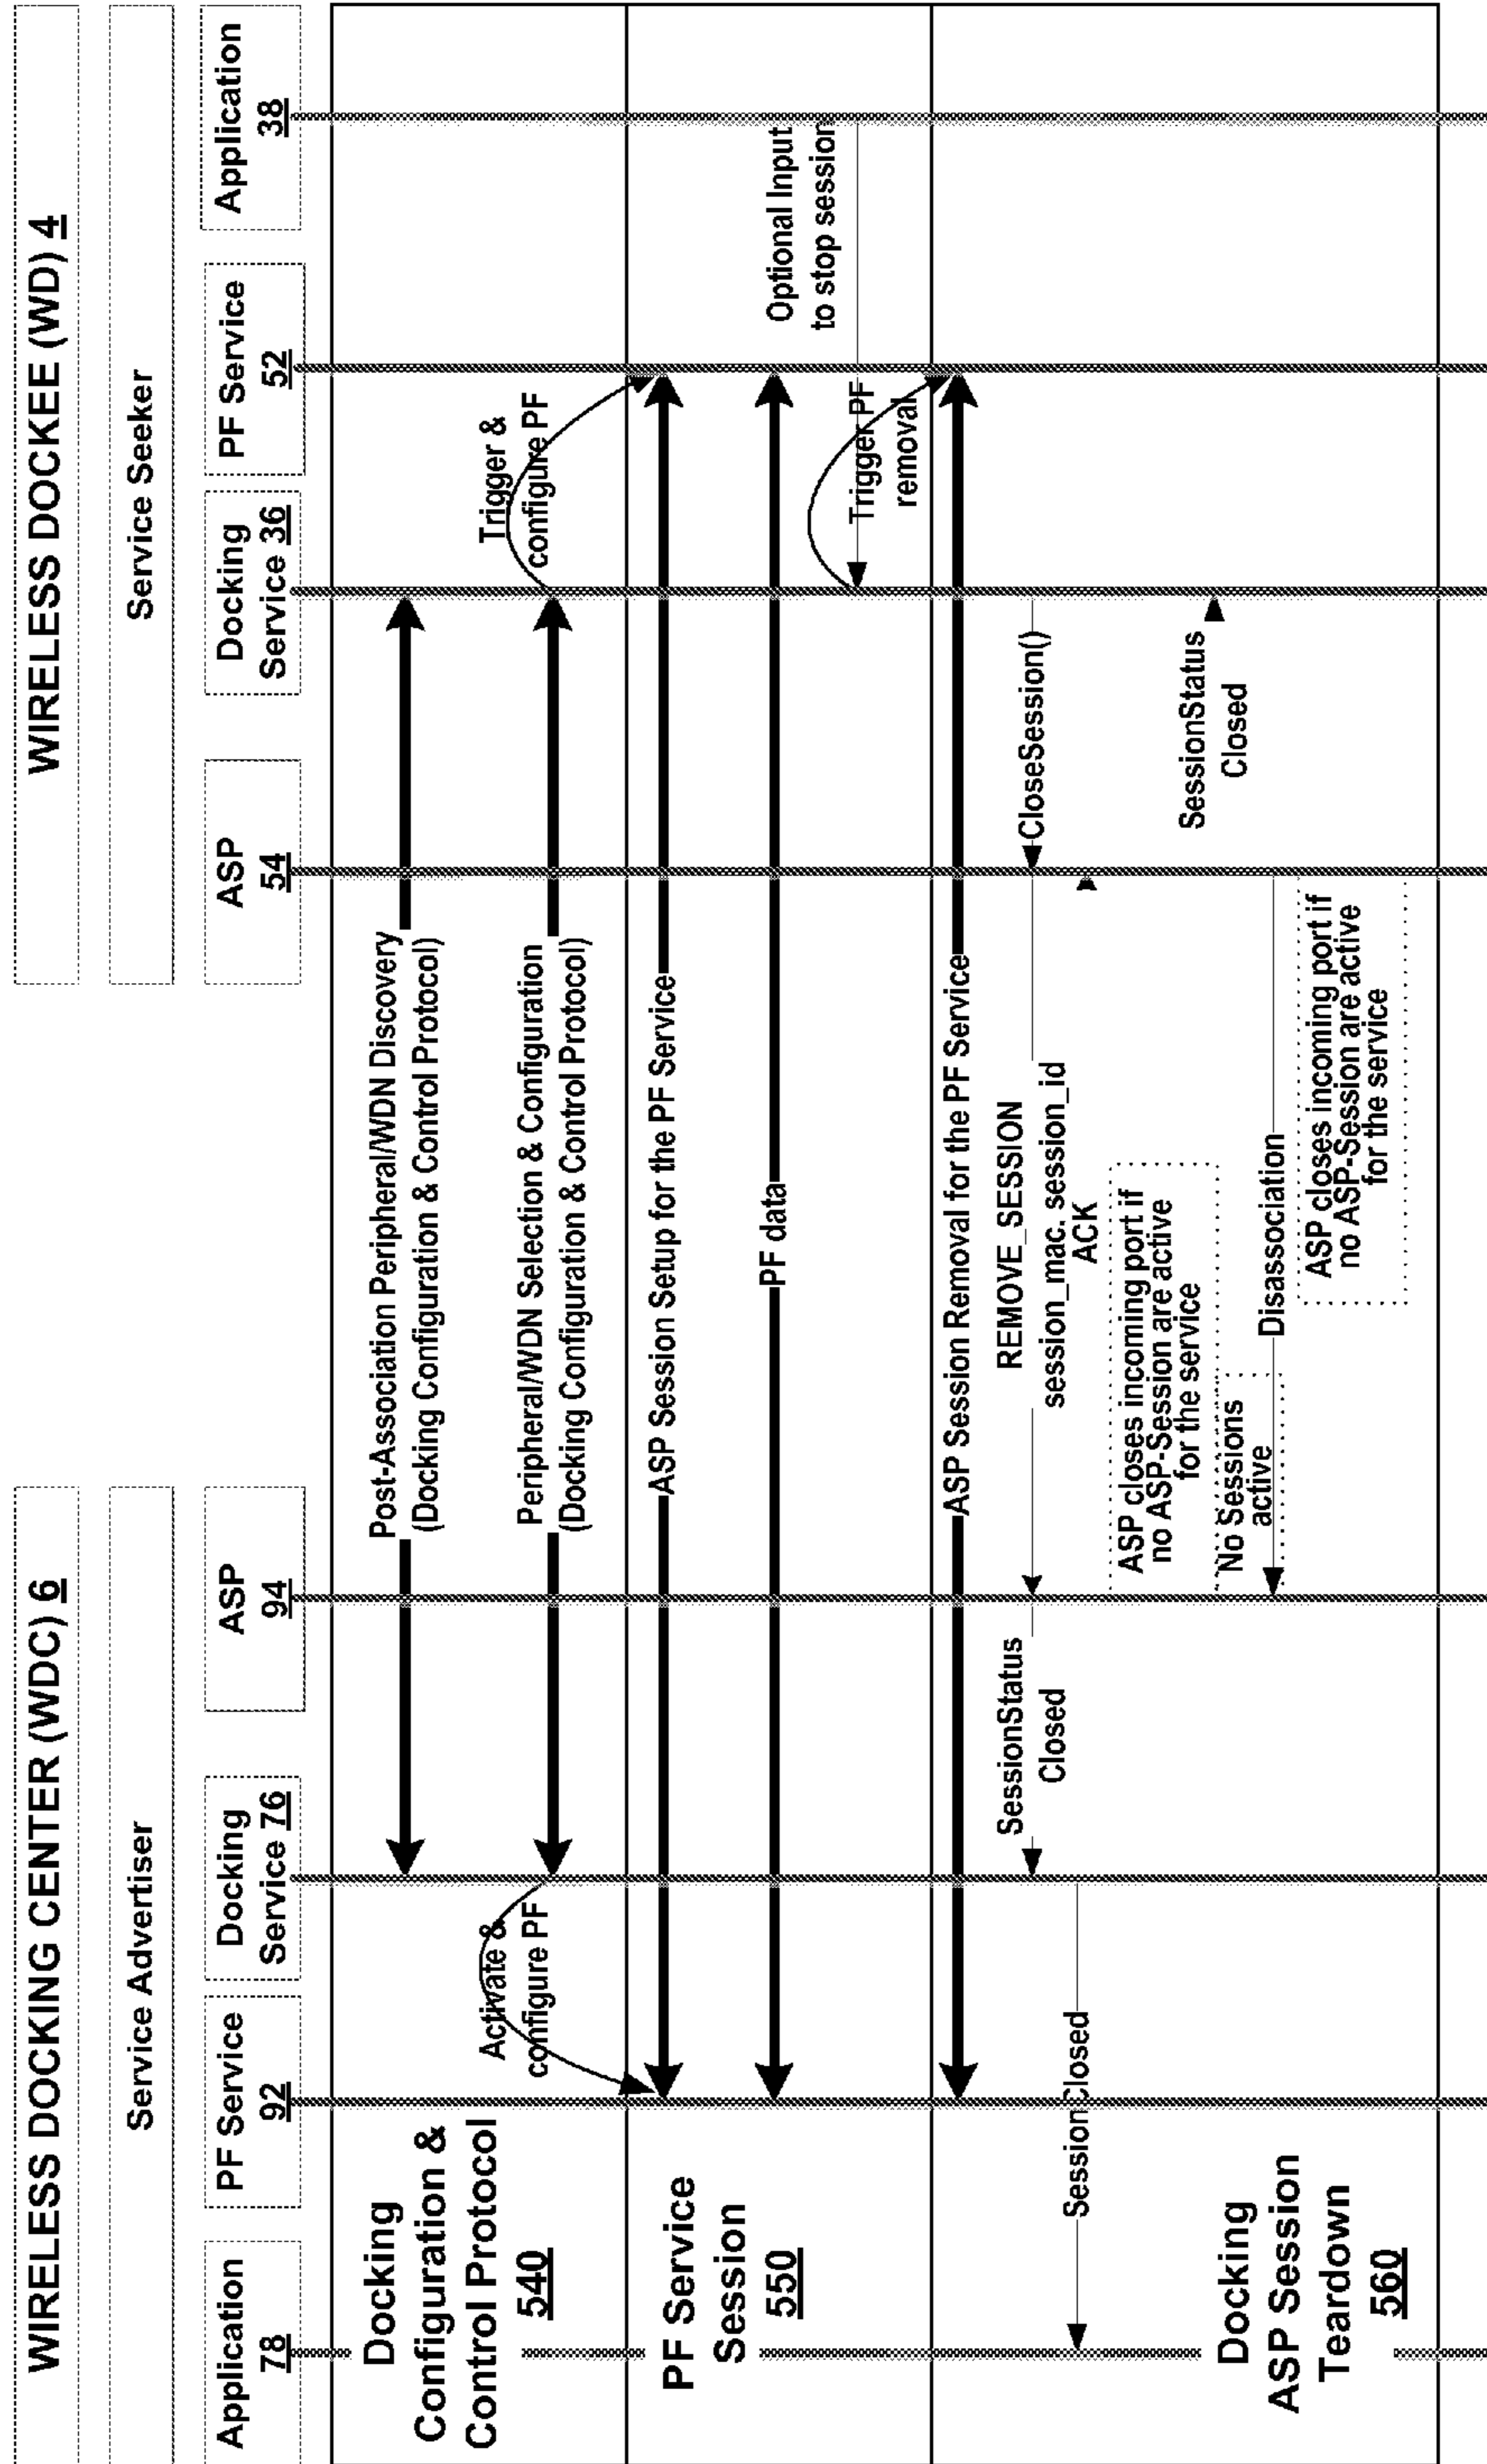 WIRELESS DOCKING CENTER (WDC) 6
WIRELESS DOCKEE (WD) 4
Service Advertiser
Service Seeker
Application
78
PF Service
92
Docking
Service 76
ASP
94
ASP
54
Docking
Service 36
PF Service
52
Application
38
Docking
Configuration &
Control Protocol
540
Post-Association Peripheral/WDN Discovery
(Docking Configuration & Control Protocol)
Activate &
configure PF
Peripheral/WDN Selection & Configuration
(Docking Configuration & Control Protocol)
Trigger &
configure PF
PF Service
Session
550
ASP Session Setup for the PF Service
PF data
Optional Input
to stop session
Trigger PF
removal
ASP Session Removal for the PF Service
CloseSession()
REMOVE_SESSION
session_mac. session_id
ACK
SessionStatus
Closed
Session Closed
ASP closes incoming port if
no ASP-Session are active
for the service
SessionStatus
Closed
No Sessions
active
Disassociation
ASP closes incoming port if
no ASP-Session are active
for the service
Docking
ASP Session
Teardown
560